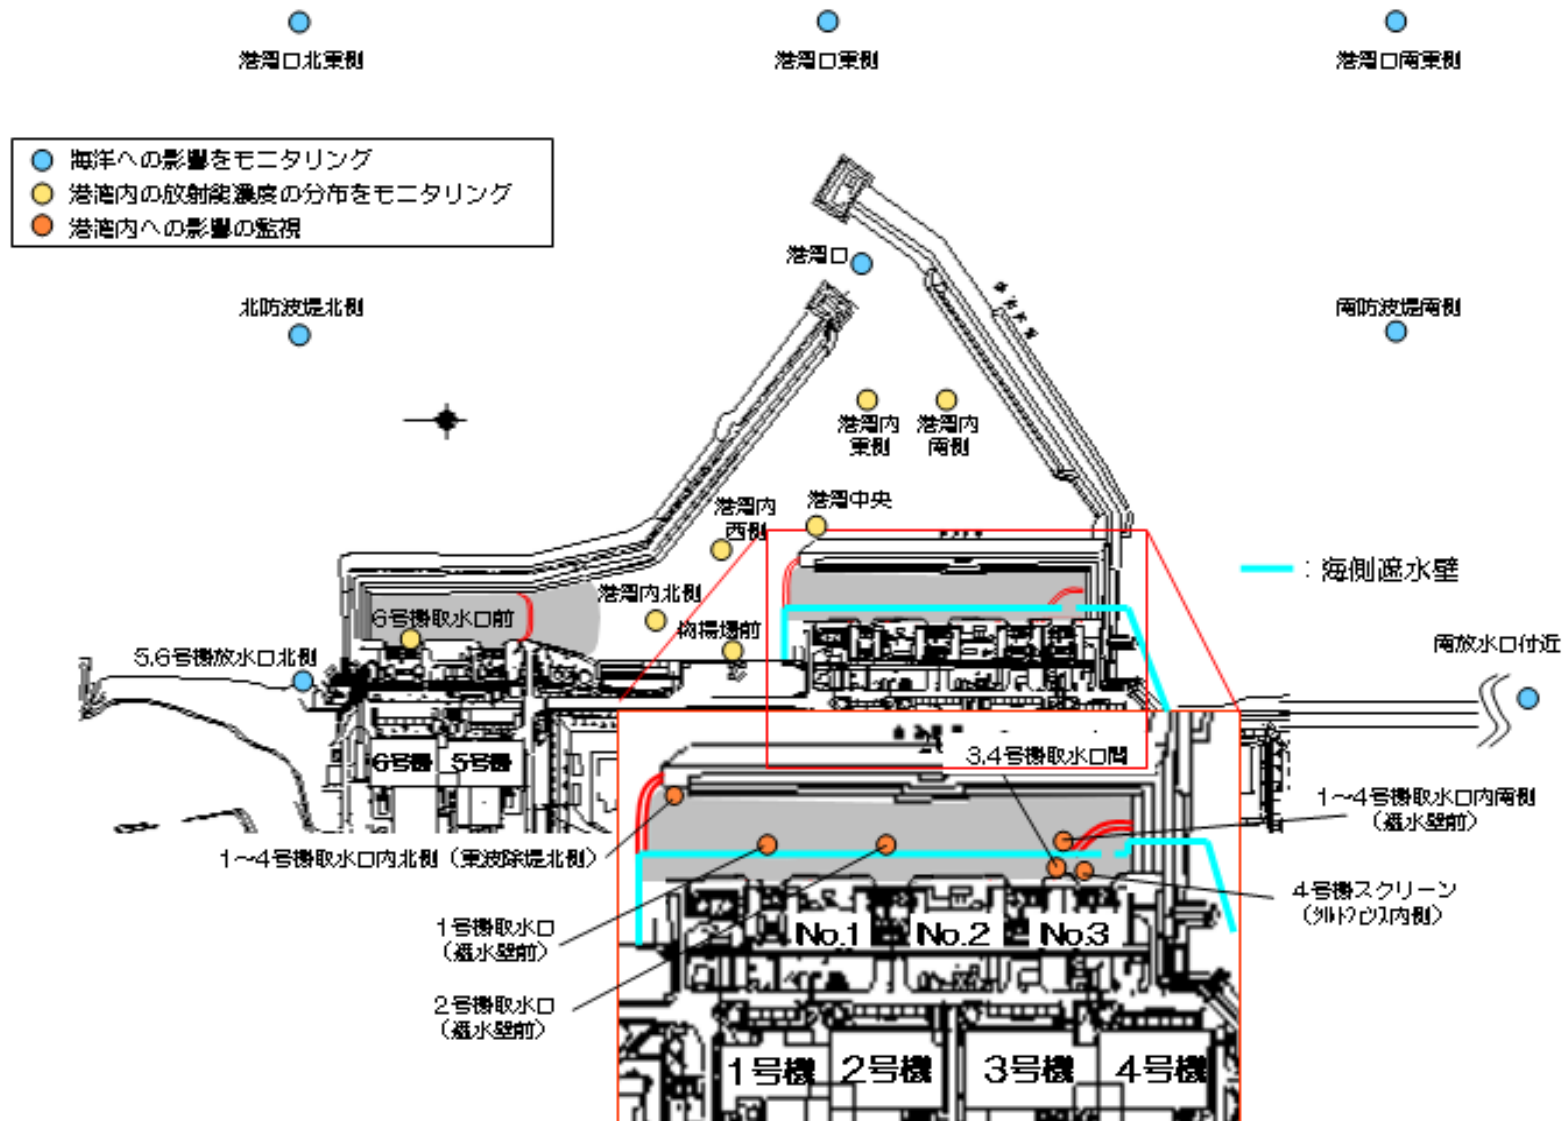 港湾口北東側
港湾口東側
港湾口南東側
海洋への影響をモニタリング
港湾内の放射能濃度の分布をモニタリング
港湾内への影響の監視
港湾口
北防波堤北側
南防波堤南側
港湾内
東側
港湾内
南側
港湾内
西側
港湾中央
：海側遮水壁
港湾内北側
6号機取水口前
物揚場前
5,6号機放水口北側
南放水口付近
6号機
5号機
3,4号機取水口間
1～4号機取水口内南側
（遮水壁前）
1～4号機取水口内北側（東波除堤北側）
4号機スクリーン
（シルトフェンス内側）
1号機取水口
（遮水壁前）
No.1
No.2
No.3
2号機取水口
（遮水壁前）
1号機
2号機
3号機
4号機